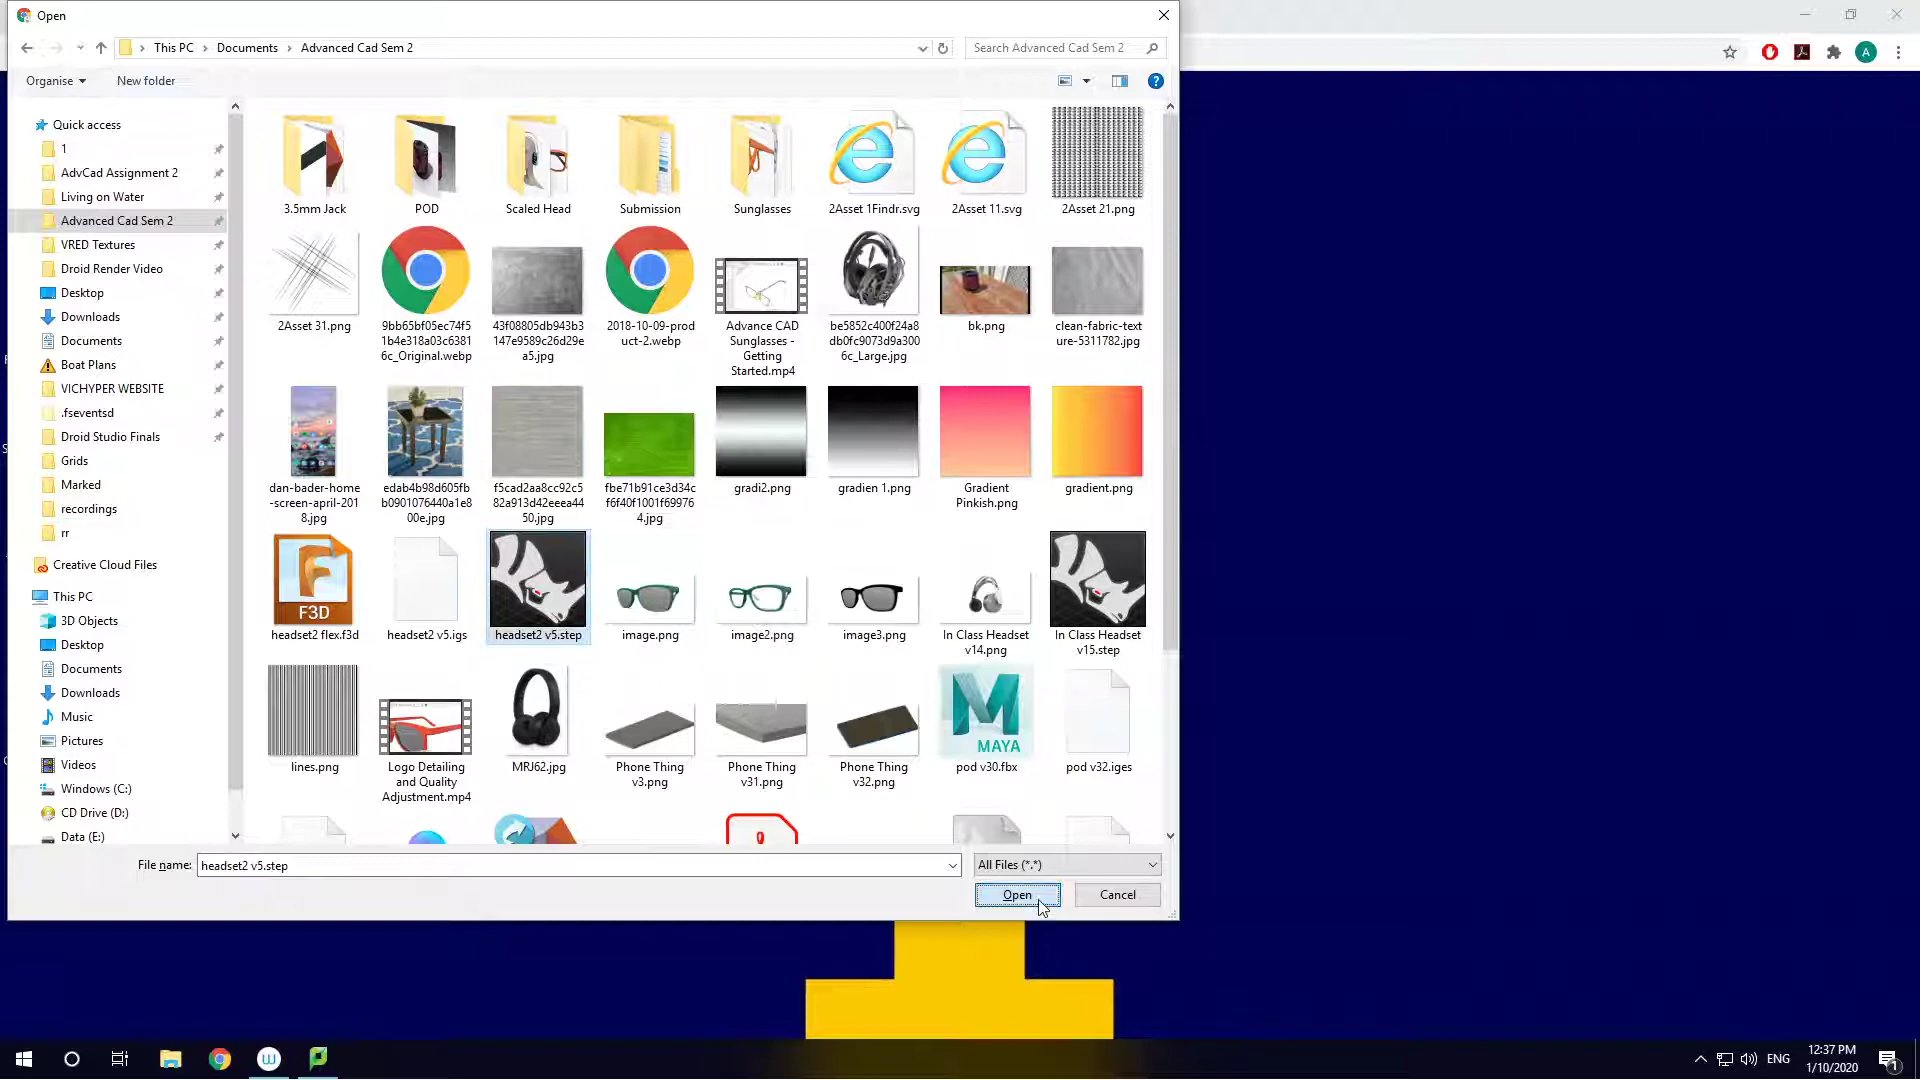 Open
This PC
Documents
Advanced Cad Sem 2
Search Advanced Cad Sem 2
A
Organise
New folder
?
Quick access
1
AdvCad Assignment 2
Living on Water
Advanced Cad Sem 2
VRED Textures
Droid Render Video
Desktop
Downloads
Documents
Boat Plans
VICHYPER WEBSITE
.fseventsd
Droid Studio Finals
Grids
Marked
recordings
rr
Creative Cloud Files
This PC
3D Objects
Desktop
Documents
Downloads
Music
Pictures
Videos
Windows (C:)
CD Drive (D:)
Data (E:)
3.5mm Jack
POD
Scaled Head
Submission
Sunglasses
2Asset 1Findr.svg
2Asset 11.svg
2Asset 21.png
2Asset 31.png
9bb65bf05ec74f5
1b4e318a03c6381
6c_Original.webp
43f08805db943b3
147e9589c26d29e
a5.jpg
2018-10-09-prod
uct-2.webp
Advance CAD
Sunglasses -
Getting
Started.mp4
be5852c400f24a8
db0fc9073d9a300
6c_Large.jpg
bk.png
clean-fabric-text
ure-5311782.jpg
dan-bader-home
-screen-april-201
8.jpg
edab4b98d605fb
b0901076440a1e8
00e.jpg
f5cad2aa8cc92c5
82a913d42eeea44
50.jpg
fbe71b91ce3d34c
f6f40f1001f69976
4.jpg
gradi2.png
gradien 1.png
Gradient
Pinkish.png
gradient.png
F3D
headset2 flex.f3d
headset2 v5.igs
headset2 v5.step
image.png
image2.png
image3.png
In Class Headset
v14.png
In Class Headset
v15.step
lines.png
Logo Detailing
and Quality
Adjustment.mp4
MRJ62.jpg
Phone Thing
v3.png
Phone Thing
v31.png
Phone Thing
v32.png
MAYA
pod v30.fbx
pod v32.iges
File name:
headset2 v5.step
All Files (*.*)
Open
Cancel
ENG
12:37 PM
1/10/2020
1